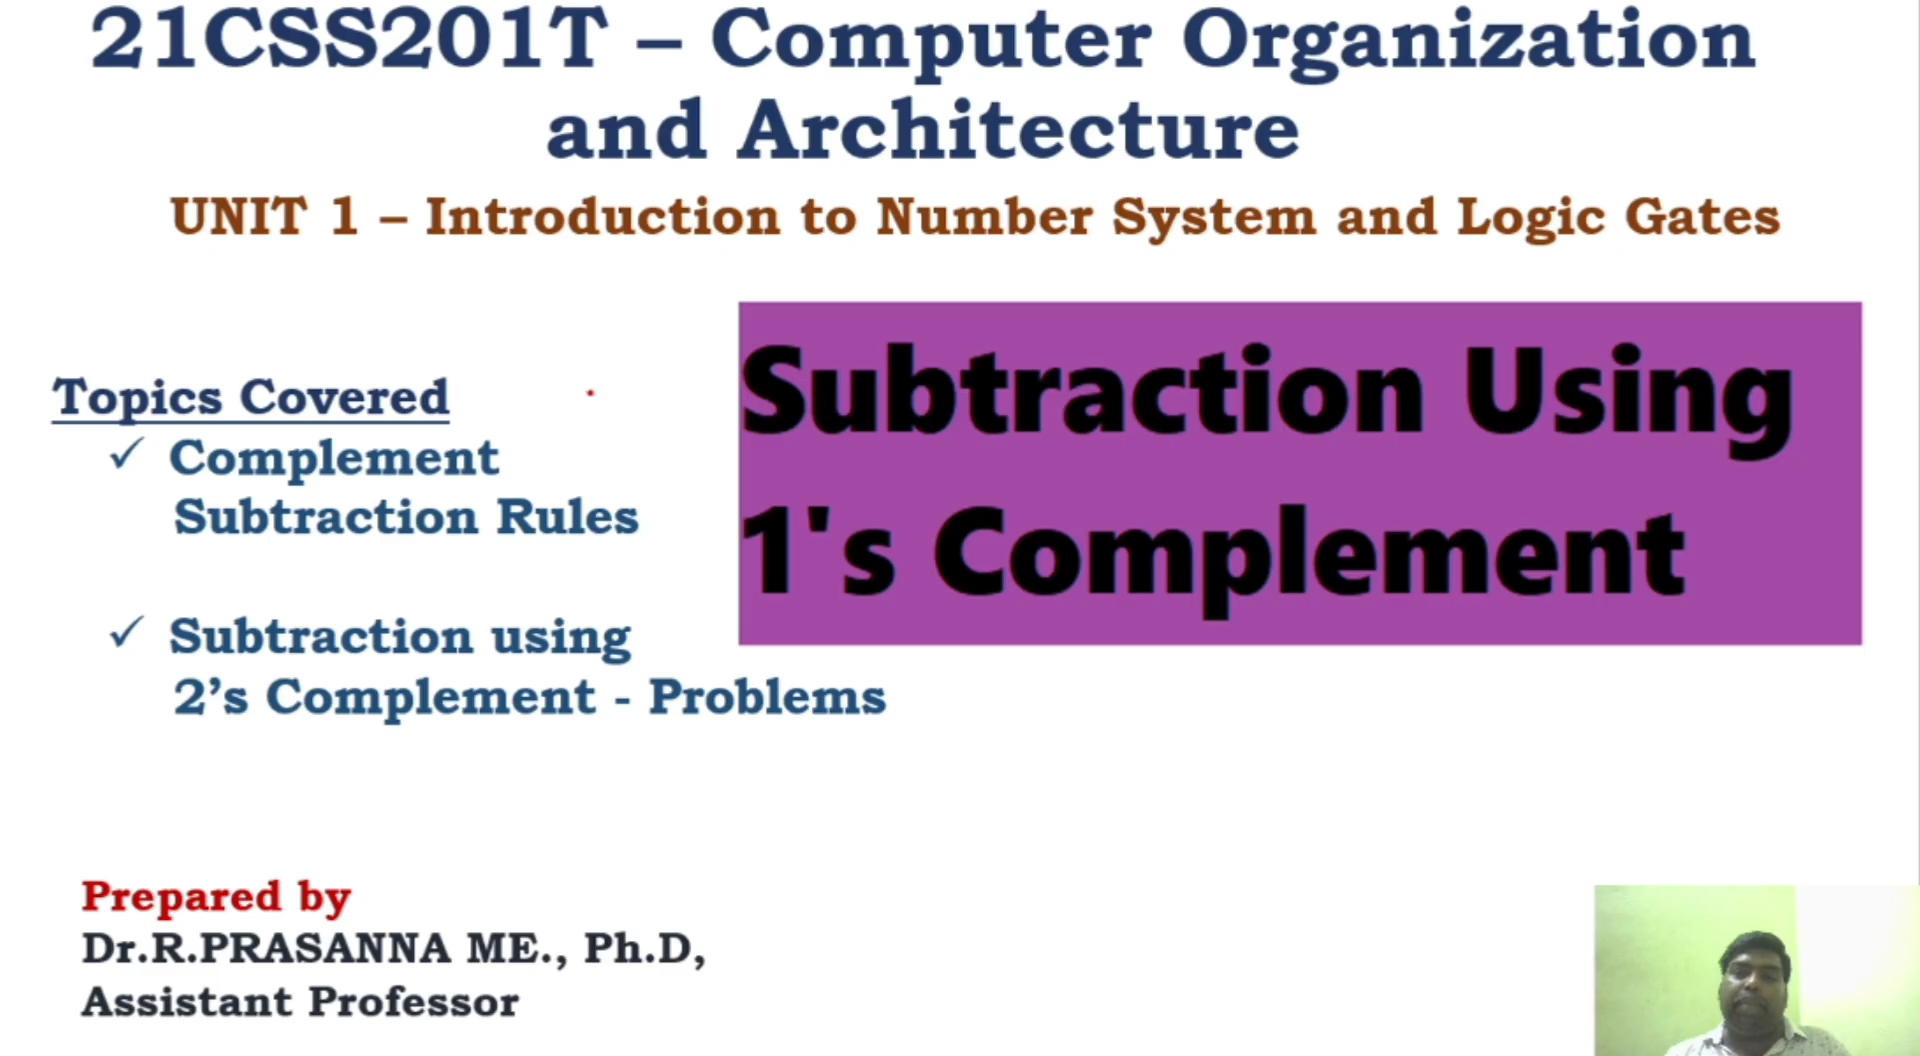 21CSS201T – Computer Organization
and Architecture
UNIT 1 – Introduction to Number System and Logic Gates
Topics Covered
✓ Complement
Subtraction Rules
✓ Subtraction using
2’s Complement - Problems
Subtraction Using
1's Complement
Prepared by
Dr.R.PRASANNA ME., Ph.D,
Assistant Professor